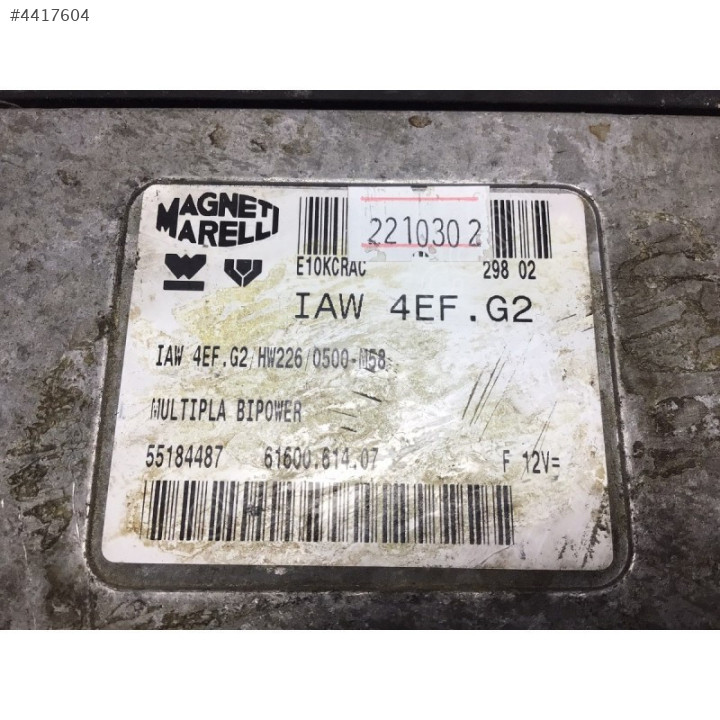 #4417604
MAGNETI
MARELLI
2210302
E10KCRAC 298 02
IAW 4EF.G2
IAW 4EF.G2/HW226/0500-M58
MULTIPLA BIPOWER
55184487 61600.614.07 F 12V=